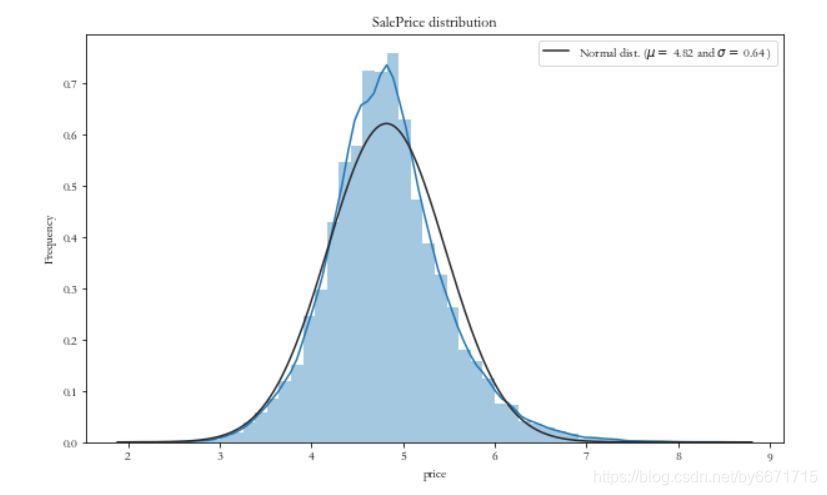 SalePrice distribution
Normal dist. (μ = 4.82 and σ = 0.64 )
0.7
0.6
0.5
0.4
0.3
0.2
0.1
0.0
Frequency
2 3 4 5 6 7 8 9
price
https://blog.csdn.net/by6671715